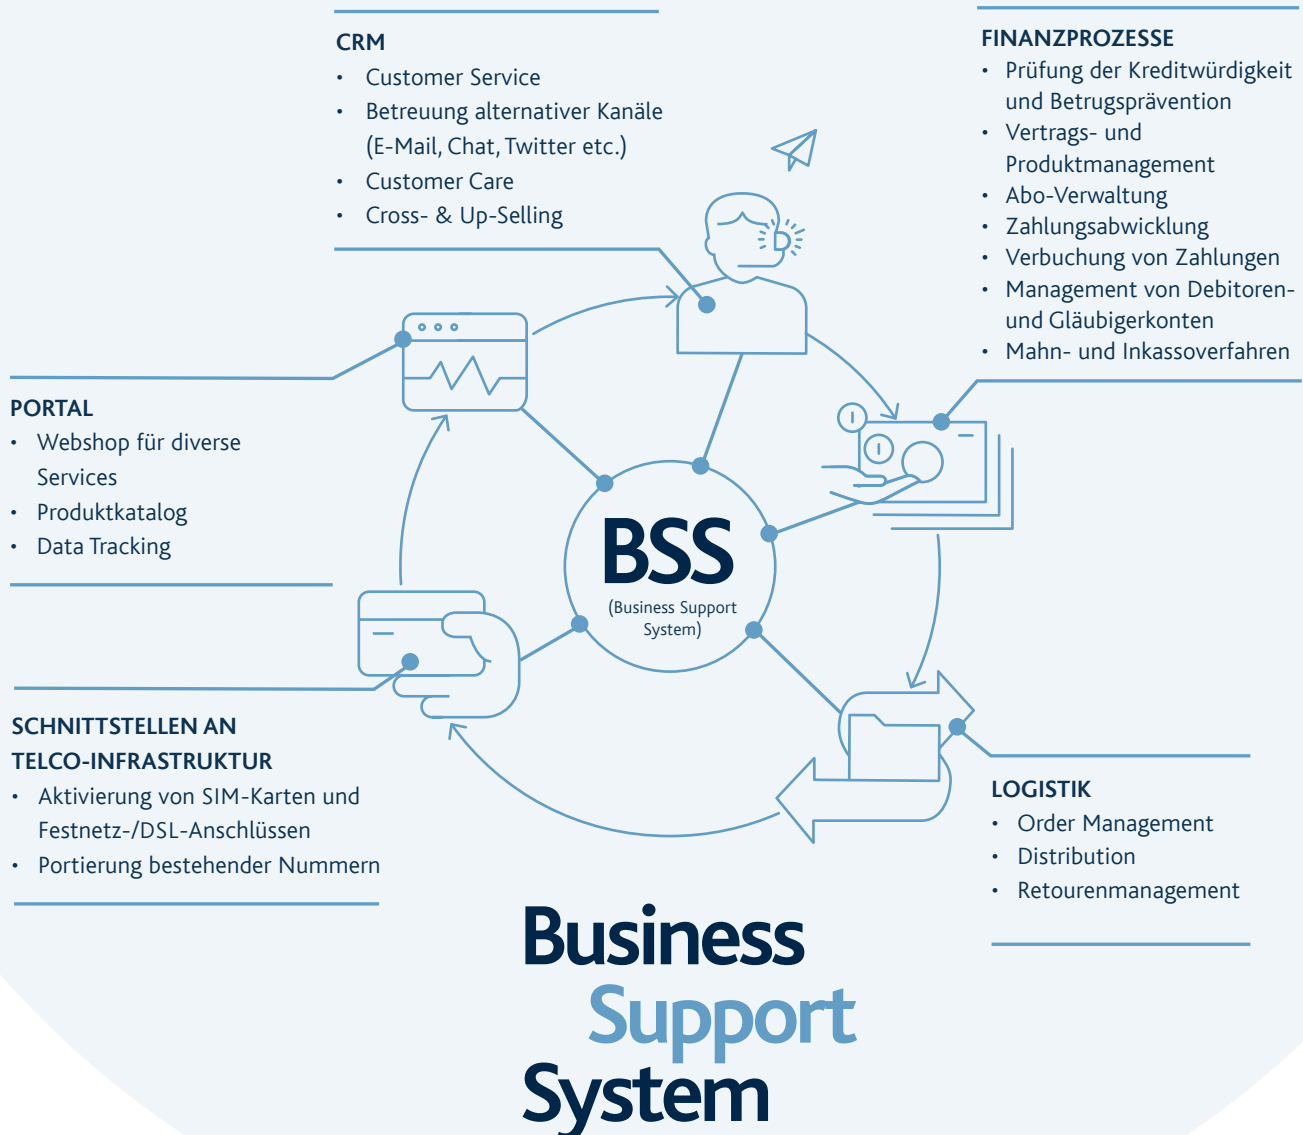 CRM
• Customer Service
• Betreuung alternativer Kanäle
(E-Mail, Chat, Twitter etc.)
• Customer Care
• Cross- & Up-Selling
FINANZPROZESSE
• Prüfung der Kreditwürdigkeit
und Betrugsprävention
• Vertrags- und
Produktmanagement
• Abo-Verwaltung
• Zahlungsabwicklung
• Verbuchung von Zahlungen
• Management von Debitoren-
und Gläubigerkonten
• Mahn- und Inkassoverfahren
PORTAL
• Webshop für diverse
Services
• Produktkatalog
• Data Tracking
BSS
(Business Support
System)
SCHNITTSTELLEN AN
TELCO-INFRASTRUKTUR
• Aktivierung von SIM-Karten und
Festnetz-/DSL-Anschlüssen
• Portierung bestehender Nummern
LOGISTIK
• Order Management
• Distribution
• Retourenmanagement
Business
Support
System